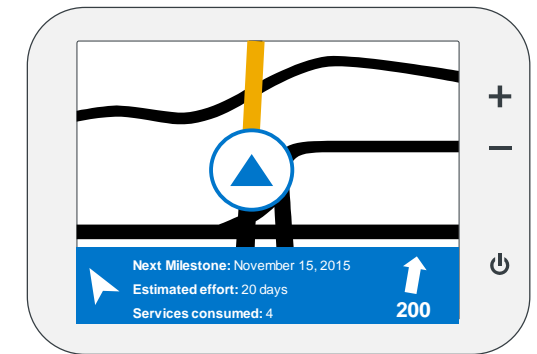 Next Milestone: November 15, 2015
Estimated effort: 20 days
Services consumed: 4
200